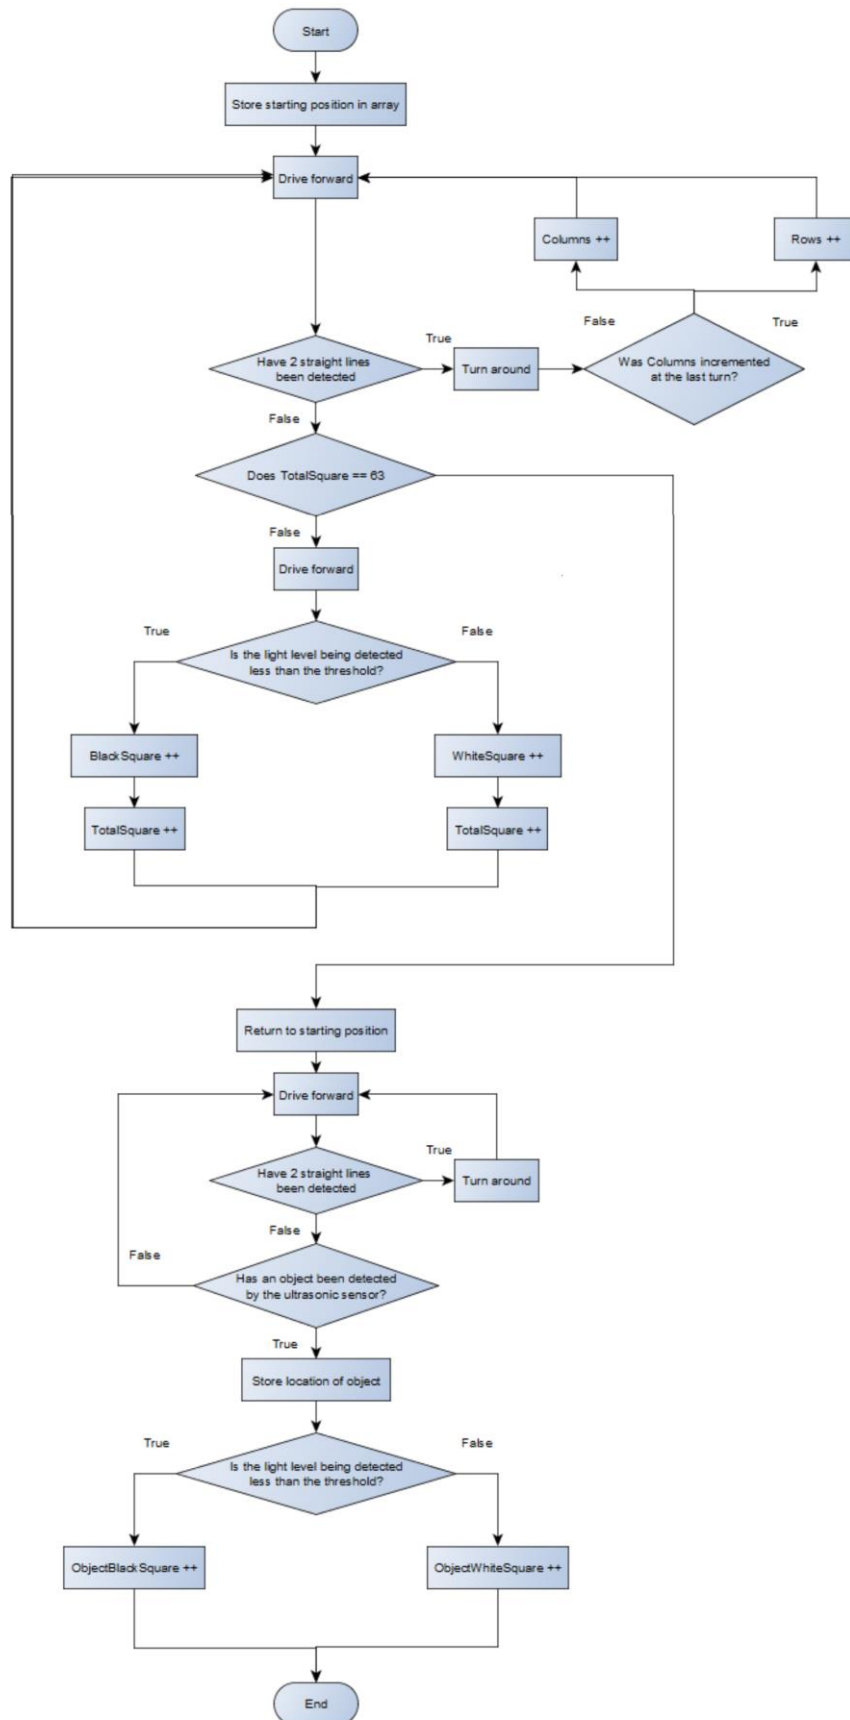 Start
Store starting position in array
Drive forward
Columns ++
Rows ++
False
True
True
Have 2 straight lines
been detected
Turn around
Was Columns incremented
at the last turn?
False
Does TotalSquare == 63
False
Drive forward
True
False
Is the light level being detected
less than the threshold?
BlackSquare ++
WhiteSquare ++
TotalSquare ++
TotalSquare ++
Return to starting position
Drive forward
True
Have 2 straight lines
been detected
Turn around
False
False
Has an object been detected
by the ultrasonic sensor?
True
Store location of object
True
False
Is the light level being detected
less than the threshold?
ObjectBlackSquare ++
ObjectWhiteSquare ++
End